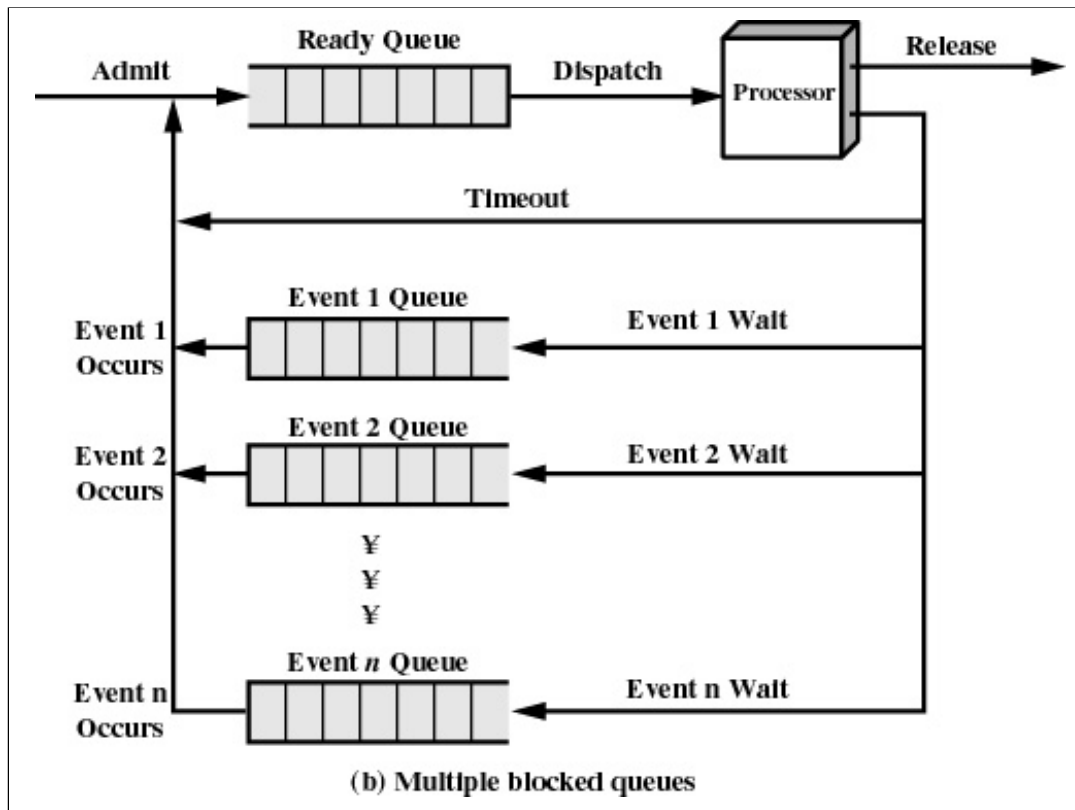 Ready Queue
Admit
Dispatch
Processor
Release
Timeout
Event 1 Queue
Event 1
Occurs
Event 1 Wait
Event 2 Queue
Event 2
Occurs
Event 2 Wait
¥
¥
¥
Event n Queue
Event n
Occurs
Event n Wait
(b) Multiple blocked queues